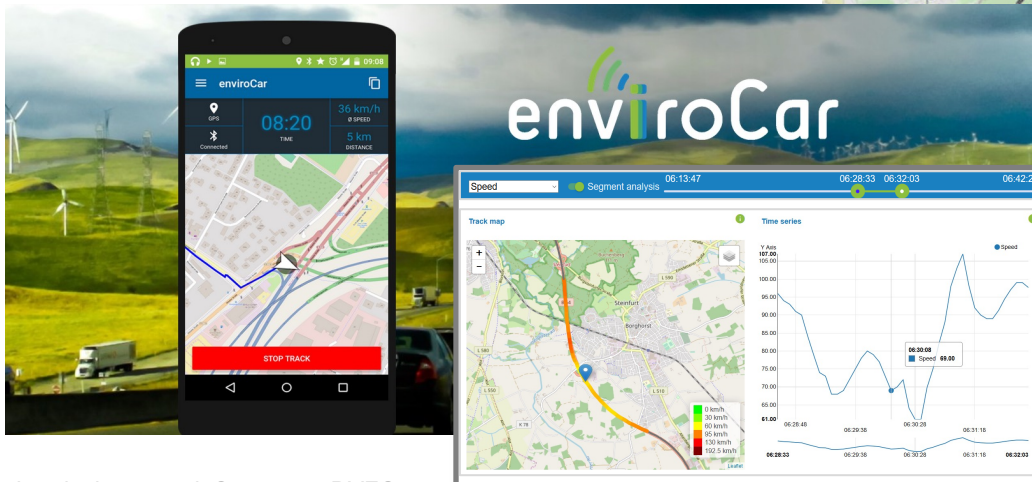 09:08
enviroCar
GPS
Connected
08:20
TIME
36 km/h
Ø SPEED
5 km
DISTANCE
STOP TRACK
enviroCar
Speed
Segment analysis
06:13:47
06:28:33
06:32:03
06:42:2
Track map
Time series
+
−
L 580
Steinfurt
Borghorst
L 580
L 550
L 510
K 78
0 km/h
30 km/h
60 km/h
95 km/h
130 km/h
192.5 km/h
Leaflet
Y Axis
Speed
107.00
105.00
100.00
95.00
90.00
85.00
80.00
75.00
70.00
65.00
61.00
06:30:08
Speed 69.00
06:28:48
06:29:38
06:30:28
06:31:18
06:28:33
06:29:38
06:30:28
06:31:18
06:32:03